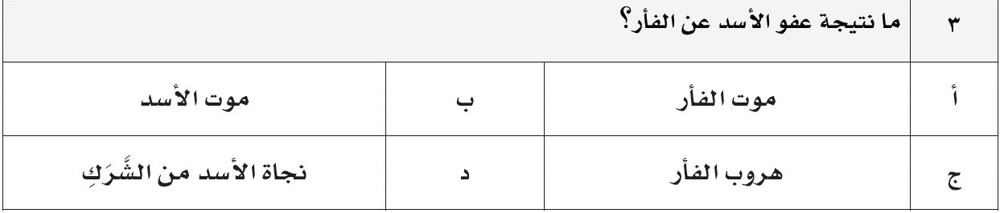 ٣ ما نتيجة عفو الأسد عن الفأر؟
أ موت الفأر ب موت الأسد
ج هروب الفأر د نجاة الأسد من الشَّرَكِ